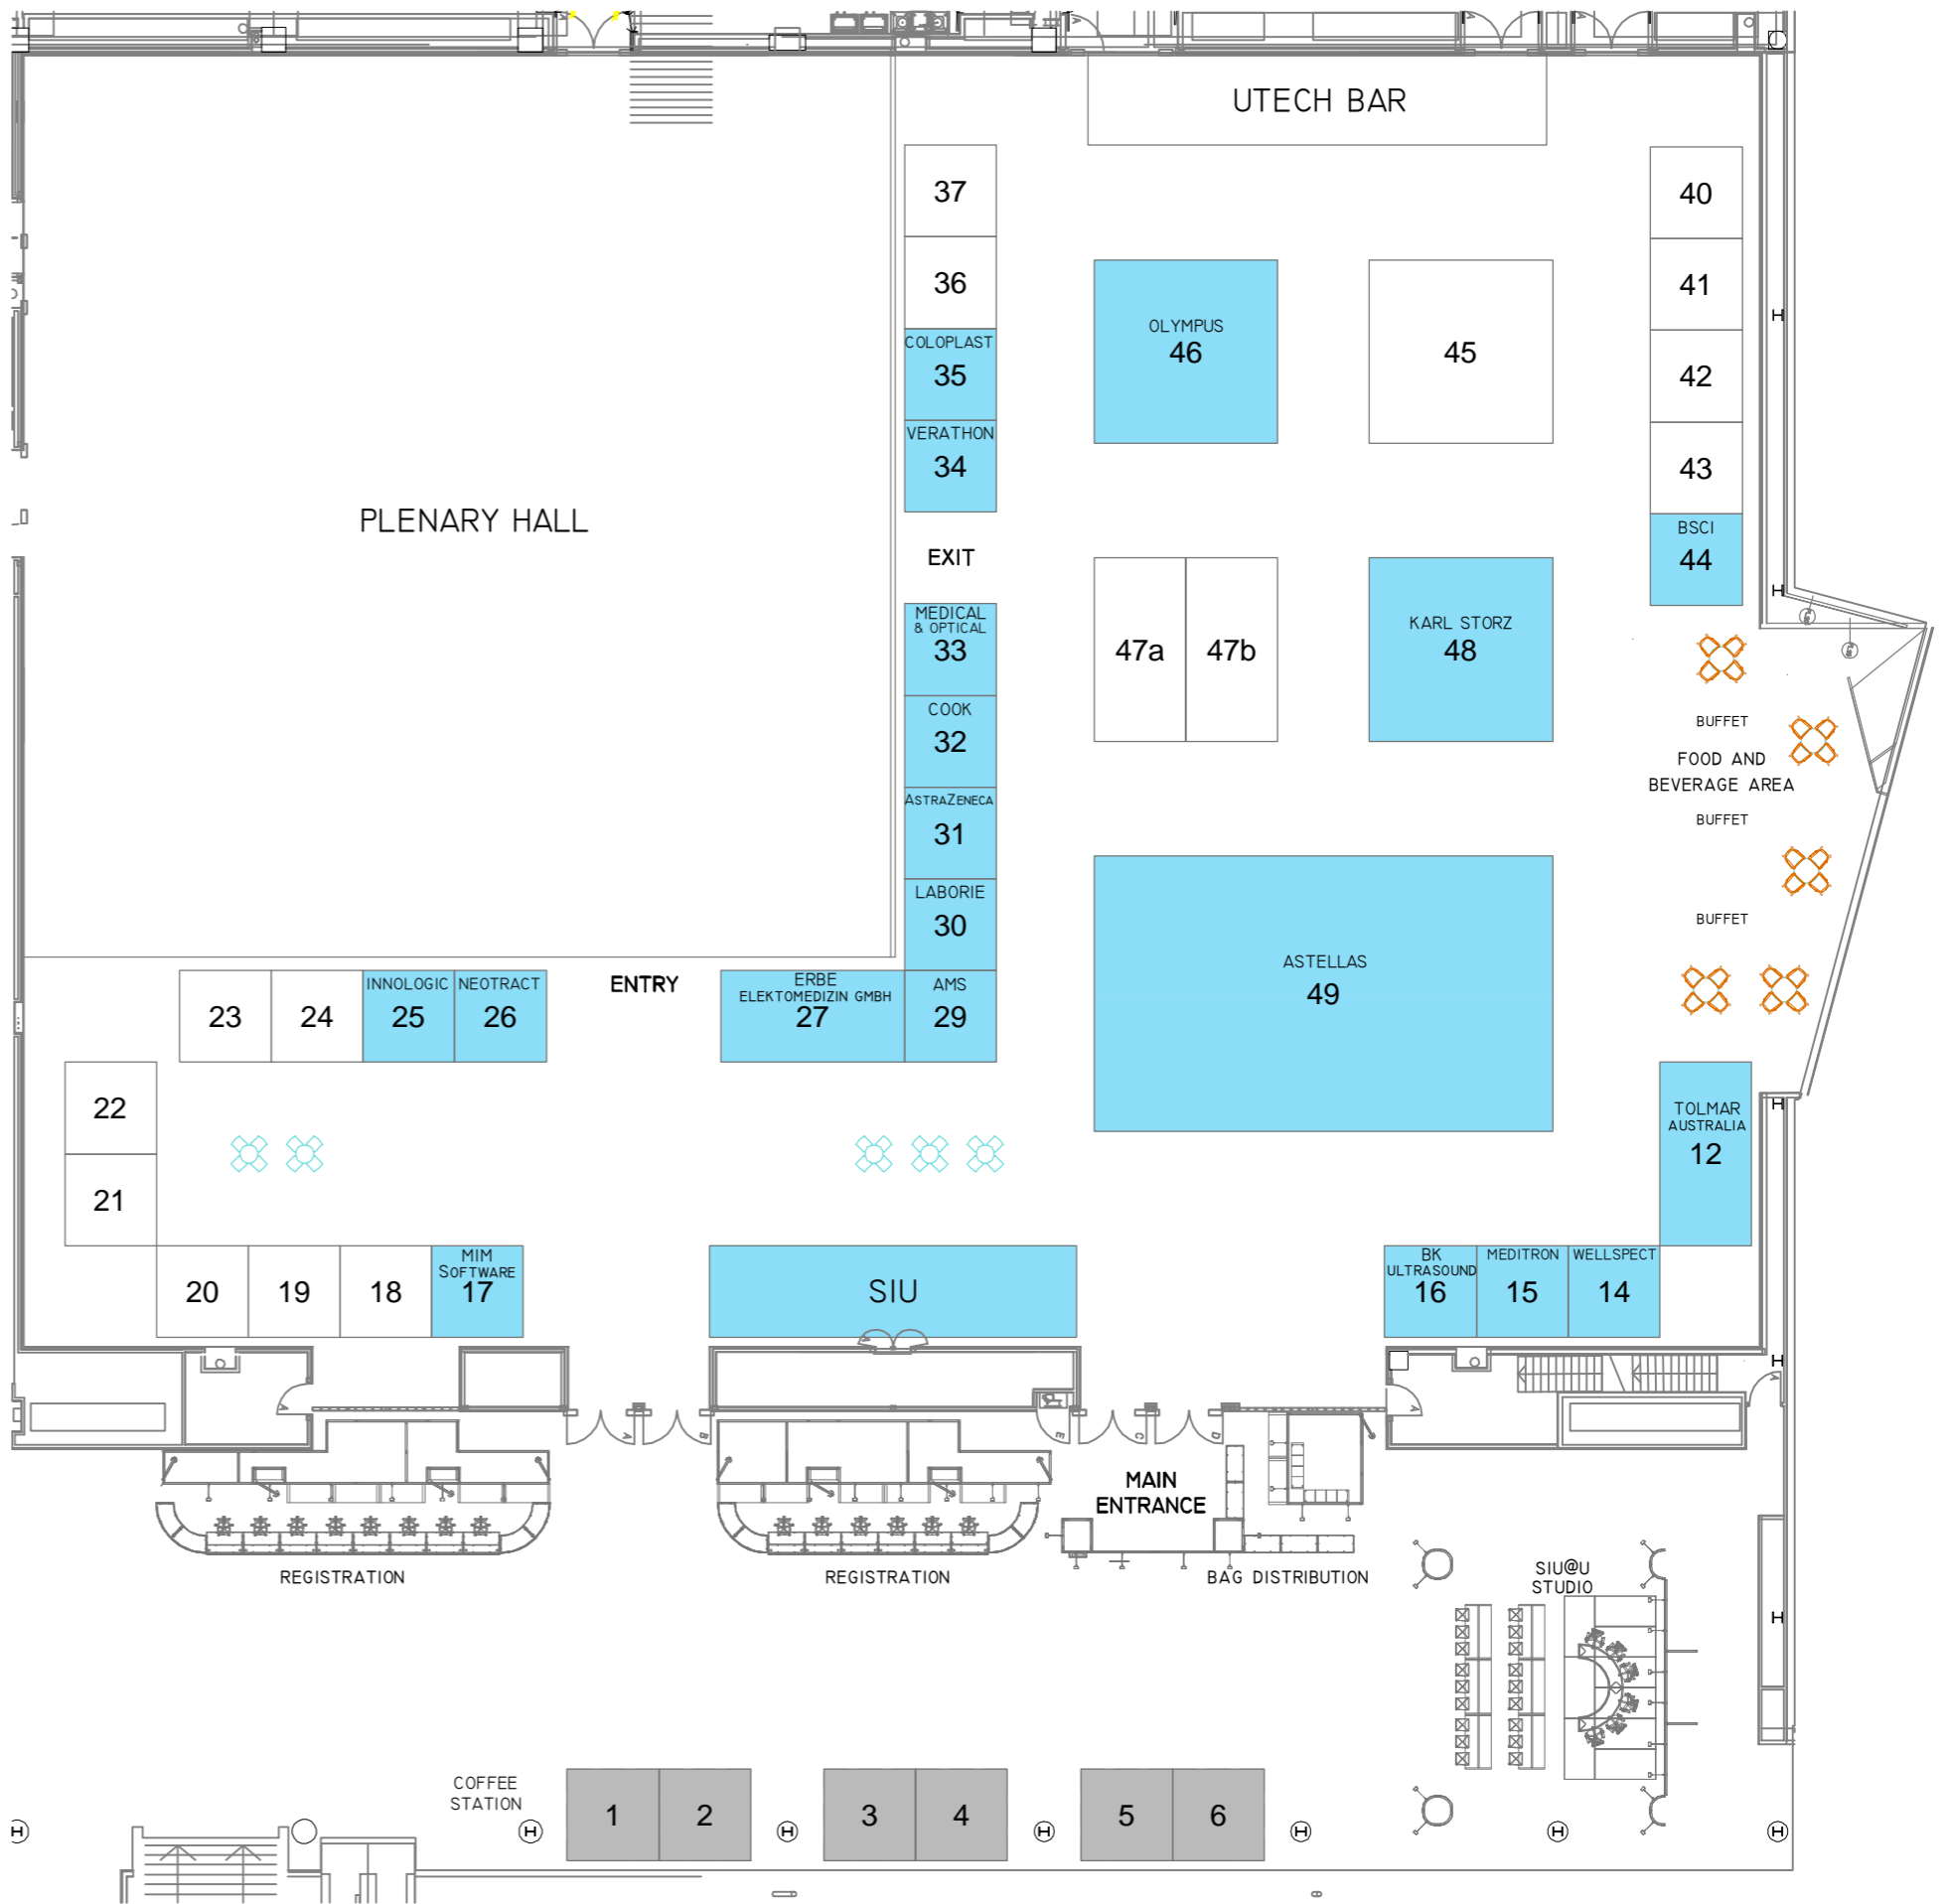 UTECH BAR
37
40
36
41
OLYMPUS
46
45
COLOPLAST
35
42
VERATHON
34
43
PLENARY HALL
EXIT
BSCI
44
MEDICAL
& OPTICAL
33
47a
47b
KARL STORZ
48
COOK
32
BUFFET
FOOD AND
BEVERAGE AREA
ASTRAZENECA
31
BUFFET
LABORIE
30
BUFFET
ASTELLAS
49
23
24
INNOLOGIC
25
NEOTRACT
26
ENTRY
ERBE
ELEKTOMEDIZIN GMBH
27
AMS
29
22
TOLMAR
AUSTRALIA
12
21
20
19
18
MIM
SOFTWARE
17
SIU
BK
ULTRASOUND
16
MEDITRON
15
WELLSPECT
14
A
B
E
C
D
MAIN
ENTRANCE
REGISTRATION
REGISTRATION
BAG DISTRIBUTION
SIU@U
STUDIO
COFFEE
STATION
1
2
3
4
5
6
H
H
H
H
H
H
H